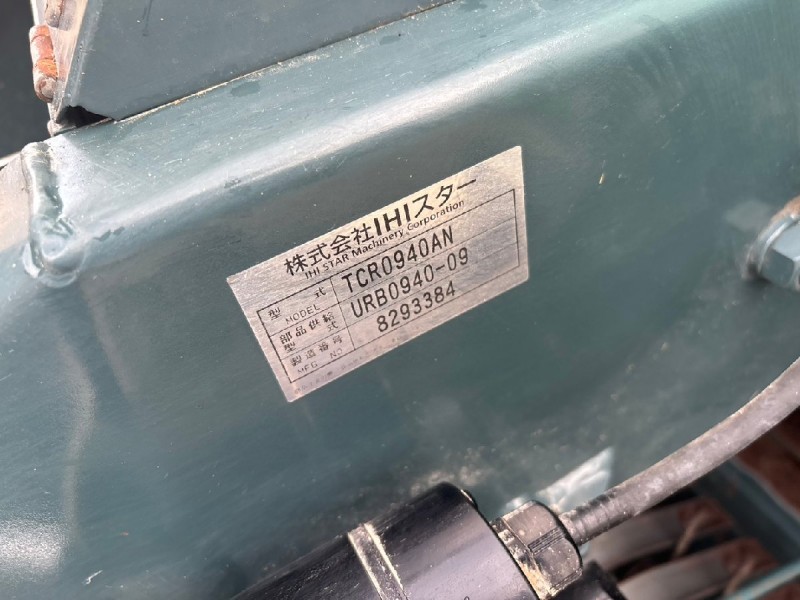 株式会社IHIスター
IHI STAR Machinery Corporation
型式 MODEL TCR0940AN
部品供給型式 URB0940-09
製造番号 MFG NO 8293384